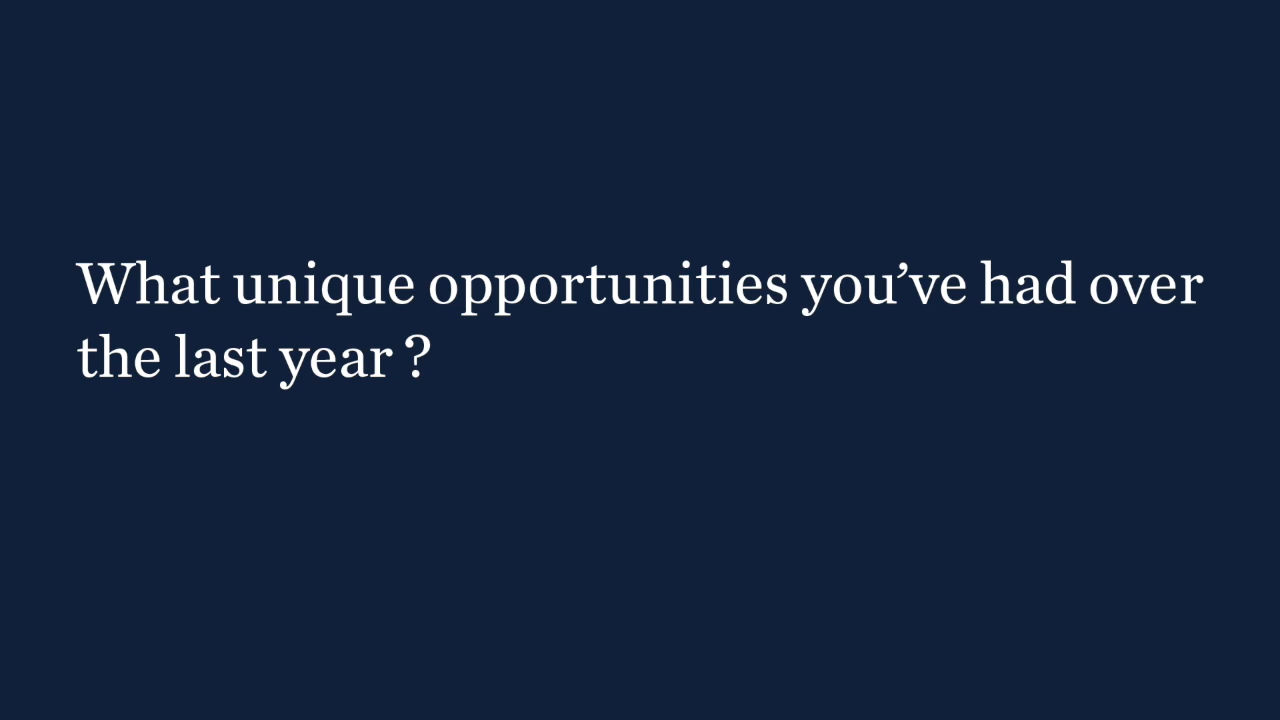 What unique opportunities you’ve had over
the last year ?